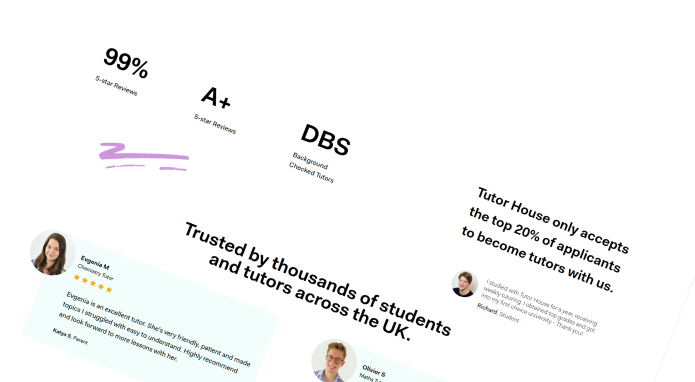 99%
5-star Reviews
A+
5-star Reviews
DBS
Background
Checked Tutors
Tutor House only accepts
the top 20% of applicants
to become tutors with us.
I studied with Tutor House for a year, receiving
weekly tutoring. I obtained top grades and got
into my first choice university - Thank you!
Richard, Student
Trusted by thousands of students
and tutors across the UK.
Evgenia M
Chemistry Tutor
Evgenia is an excellent tutor. She's very friendly, patient and made
topics I struggled with easy to understand. Highly recommend
and look forward to more lessons with her.
Katya S, Parent
Olivier S
Maths